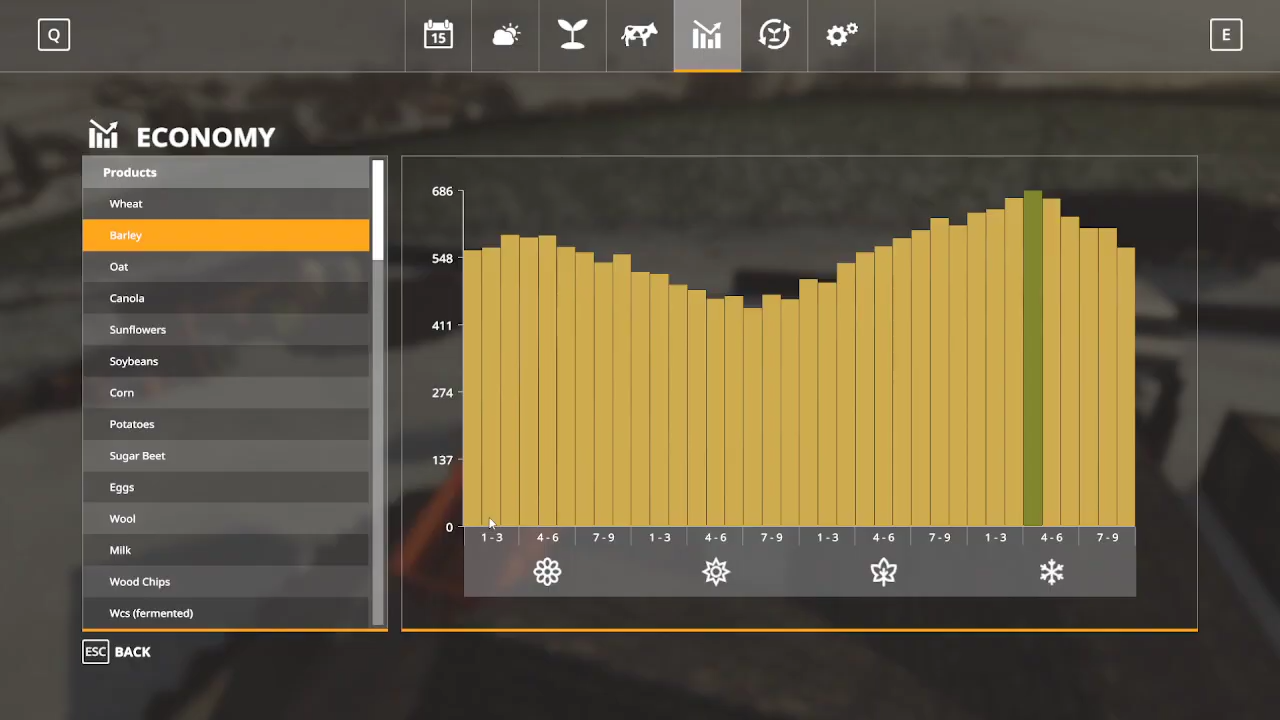 Q
15
E
ECONOMY
Products
Wheat
Barley
Oat
Canola
Sunflowers
Soybeans
Corn
Potatoes
Sugar Beet
Eggs
Wool
Milk
Wood Chips
Wcs (fermented)
686
548
411
274
137
0
1 - 3 4 - 6 7 - 9 1 - 3 4 - 6 7 - 9 1 - 3 4 - 6 7 - 9 1 - 3 4 - 6 7 - 9
ESC BACK